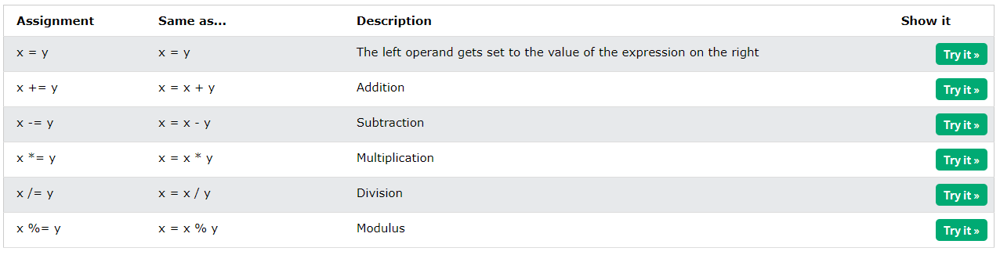 Assignment Same as... Description Show it
x = y x = y The left operand gets set to the value of the expression on the right Try it »
x += y x = x + y Addition Try it »
x -= y x = x - y Subtraction Try it »
x *= y x = x * y Multiplication Try it »
x /= y x = x / y Division Try it »
x %= y x = x % y Modulus Try it »